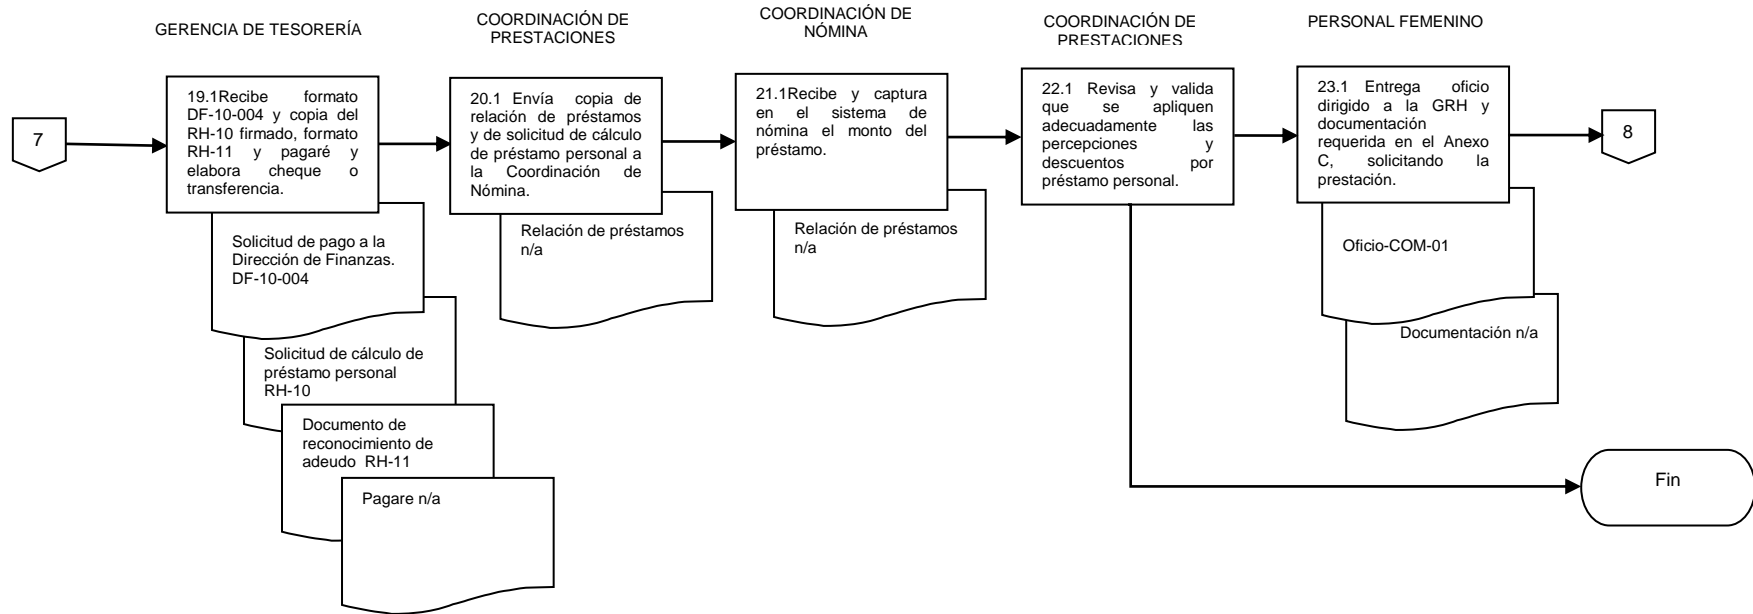 GERENCIA DE TESORERÍA
COORDINACIÓN DE
PRESTACIONES
COORDINACIÓN DE
NÓMINA
COORDINACIÓN DE
PRESTACIONES
PERSONAL FEMENINO
7
19.1Recibe formato
DF-10-004 y copia del
RH-10 firmado, formato
RH-11 y pagaré y
elabora cheque o
transferencia.
Solicitud de pago a la
Dirección de Finanzas.
DF-10-004
Solicitud de cálculo de
préstamo personal
RH-10
Documento de
reconocimiento de
adeudo RH-11
Pagare n/a
20.1 Envía copia de
relación de préstamos
y de solicitud de cálculo
de préstamo personal a
la Coordinación de
Nómina.
Relación de préstamos
n/a
21.1Recibe y captura
en el sistema de
nómina el monto del
préstamo.
Relación de préstamos
n/a
22.1 Revisa y valida
que se apliquen
adecuadamente las
percepciones y
descuentos por
préstamo personal.
23.1 Entrega oficio
dirigido a la GRH y
documentación
requerida en el Anexo
C, solicitando la
prestación.
Oficio-COM-01
Documentación n/a
8
Fin